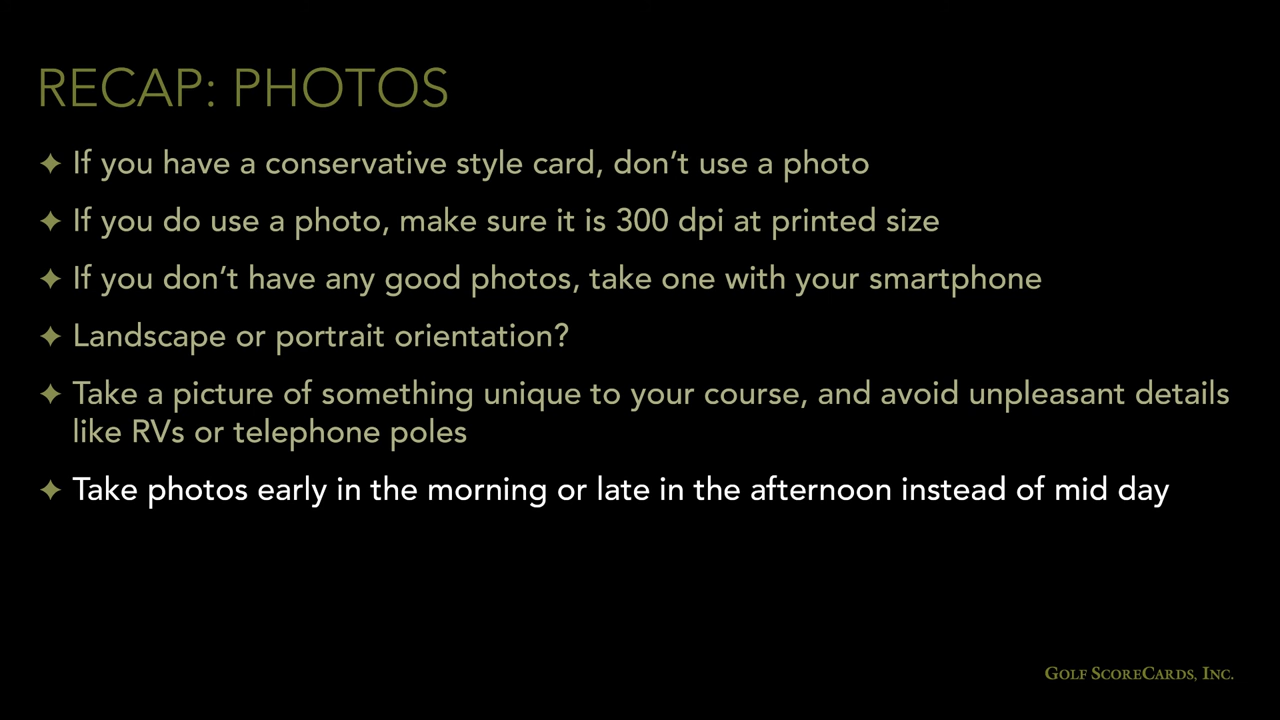 RECAP: PHOTOS
✦ If you have a conservative style card, don’t use a photo
✦ If you do use a photo, make sure it is 300 dpi at printed size
✦ If you don’t have any good photos, take one with your smartphone
✦ Landscape or portrait orientation?
✦ Take a picture of something unique to your course, and avoid unpleasant details
like RVs or telephone poles
✦ Take photos early in the morning or late in the afternoon instead of mid day
Golf ScoreCards, Inc.